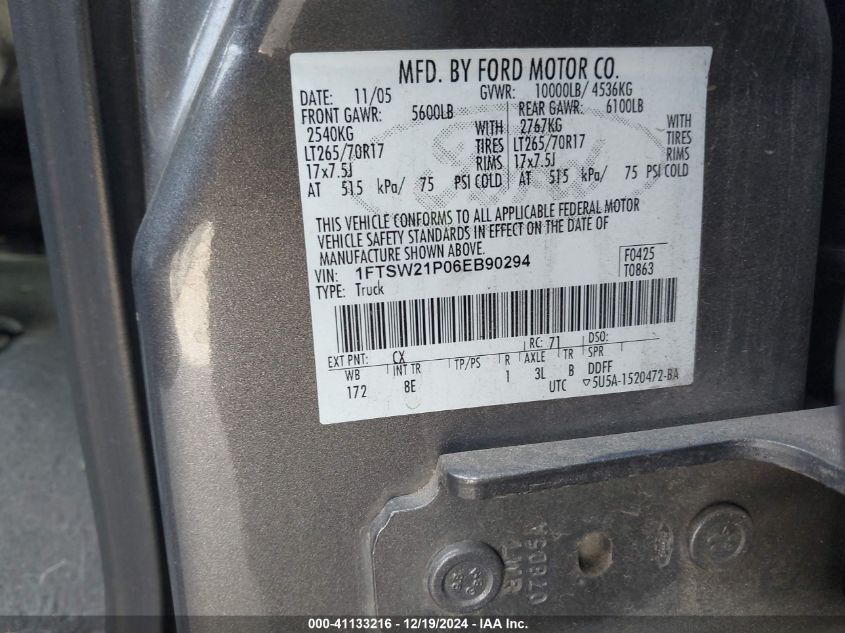 MFD. BY FORD MOTOR CO.
DATE: 11/05 GVWR: 10000LB/ 4536KG
FRONT GAWR: 5600LB REAR GAWR: 6100LB
2540KG WITH 2767KG WITH
LT265/70R17 TIRES LT265/70R17 TIRES
17x7.5J RIMS 17x7.5J RIMS
AT 515 kPa/ 75 PSI COLD AT 515 kPa/ 75 PSI COLD
THIS VEHICLE CONFORMS TO ALL APPLICABLE FEDERAL MOTOR
VEHICLE SAFETY STANDARDS IN EFFECT ON THE DATE OF
MANUFACTURE SHOWN ABOVE.
VIN: 1FTSW21P06EB90294 F0425
TYPE: Truck T0863
EXT PNT: CX RC: 71 DSO:
WB INT TR TP/PS R AXLE TR SPR
172 8E 1 3L B DDFF
UTC ▽5U5A-1520472-BA
000-41133216 - 12/19/2024 - IAA Inc.